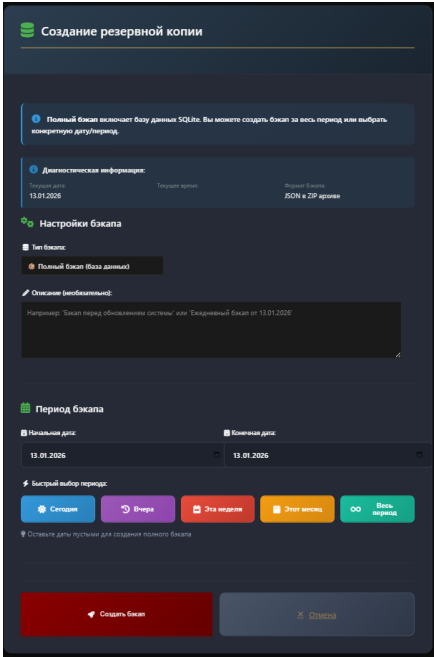 Создание резервной копии
Полный бэкап включает базу данных SQLite. Вы можете создать бэкап за весь период или выбрать
конкретную дату/период.
Диагностическая информация:
Текущая дата:
Текущее время:
Формат бэкапа:
13.01.2026
JSON в ZIP архиве
Настройки бэкапа
Тип бэкапа:
Полный бэкап (база данных)
Описание (необязательно):
Например: 'Бэкап перед обновлением системы' или 'Ежедневный бэкап от 13.01.2026'
Период бэкапа
Начальная дата:
Конечная дата:
13.01.2026
13.01.2026
Быстрый выбор периода:
Сегодня
Вчера
Эта неделя
Этот месяц
Весь
период
Оставьте даты пустыми для создания полного бэкапа
Создать бэкап
Отмена